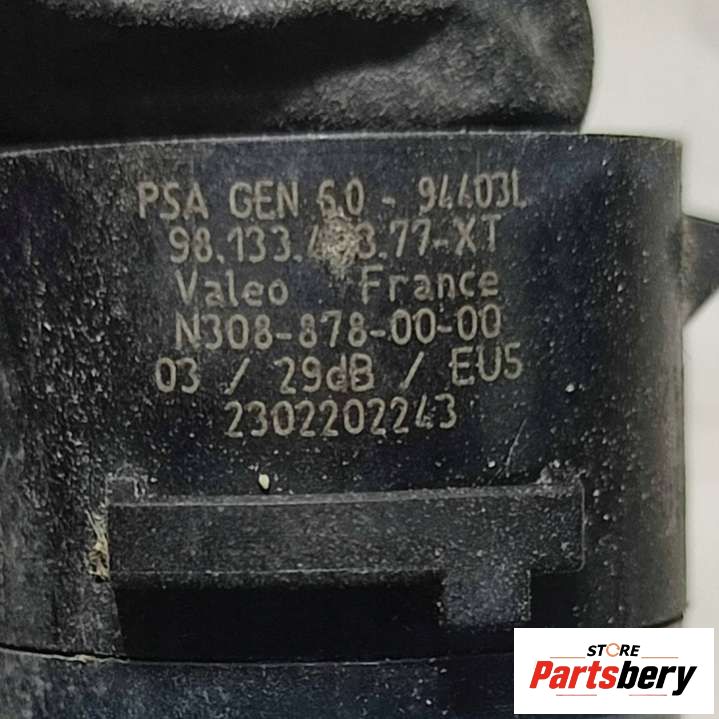 PSA GEN 6.0 - 94403L
Valeo France
N308-878-00-00
03 / 29dB / EU5
2302202243
STORE
Partsbery